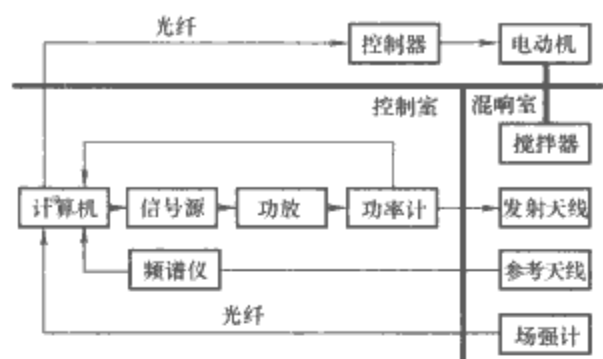 光纤
控制器
电动机
控制室
混响室
搅拌器
计算机
信号源
功放
功率计
发射天线
频谱仪
参考天线
光纤
场强计